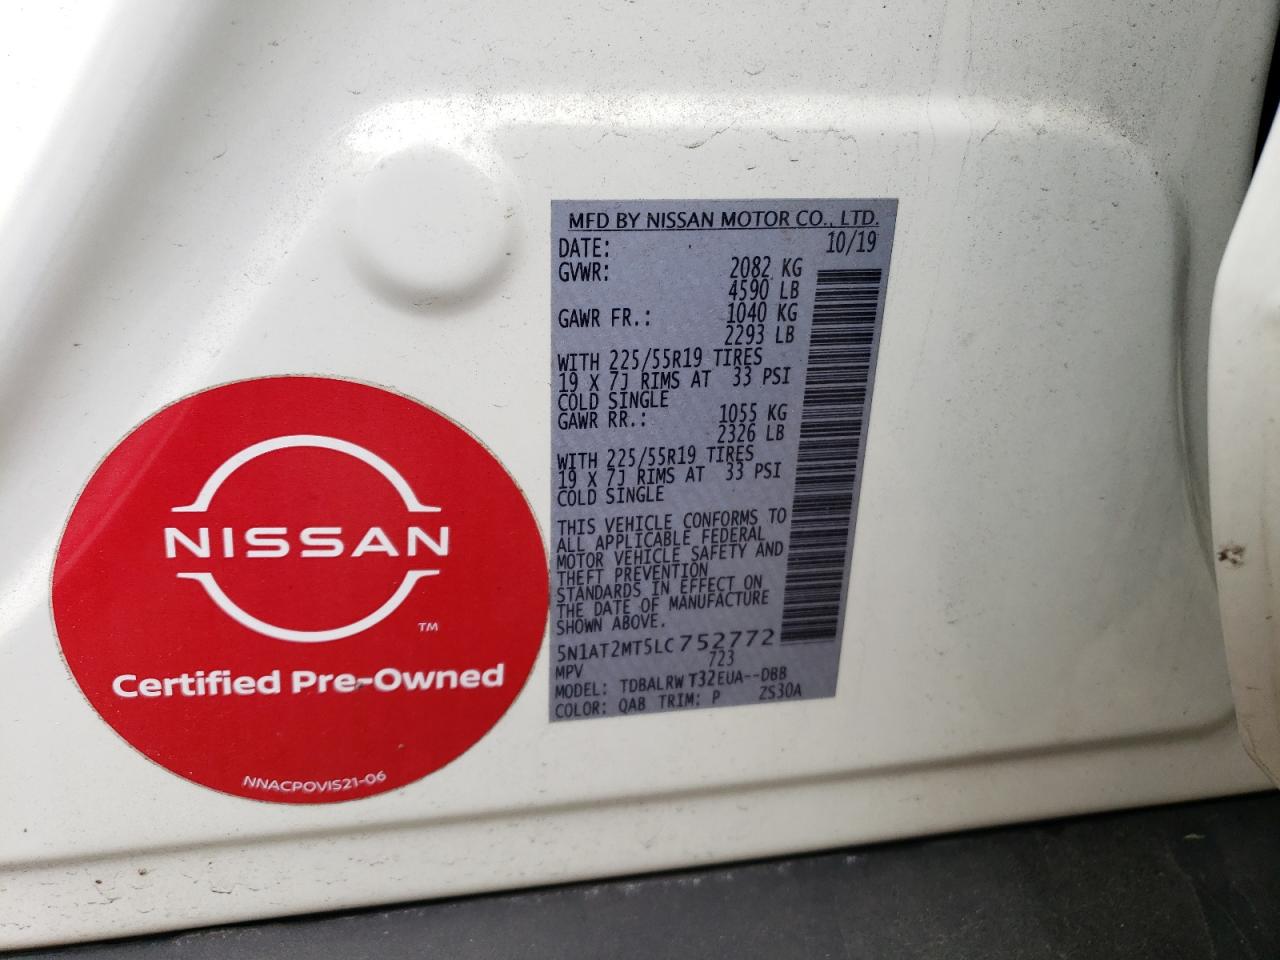 MFD BY NISSAN MOTOR CO., LTD.
DATE: 10/19
GVWR: 2082 KG
4590 LB
GAWR FR.: 1040 KG
2293 LB
WITH 225/55R19 TIRES
19 X 7J RIMS AT 33 PSI
COLD SINGLE
GAWR RR.: 1055 KG
2326 LB
WITH 225/55R19 TIRES
19 X 7J RIMS AT 33 PSI
COLD SINGLE
THIS VEHICLE CONFORMS TO
ALL APPLICABLE FEDERAL
MOTOR VEHICLE SAFETY AND
THEFT PREVENTION
STANDARDS IN EFFECT ON
THE DATE OF MANUFACTURE
SHOWN ABOVE.
5N1AT2MT5LC752772
MPV 723
MODEL: TDBALRW T32EUA--DBB
COLOR: QAB TRIM: P ZS30A
NISSAN
TM
Certified Pre-Owned
NNACPOVIS21-06